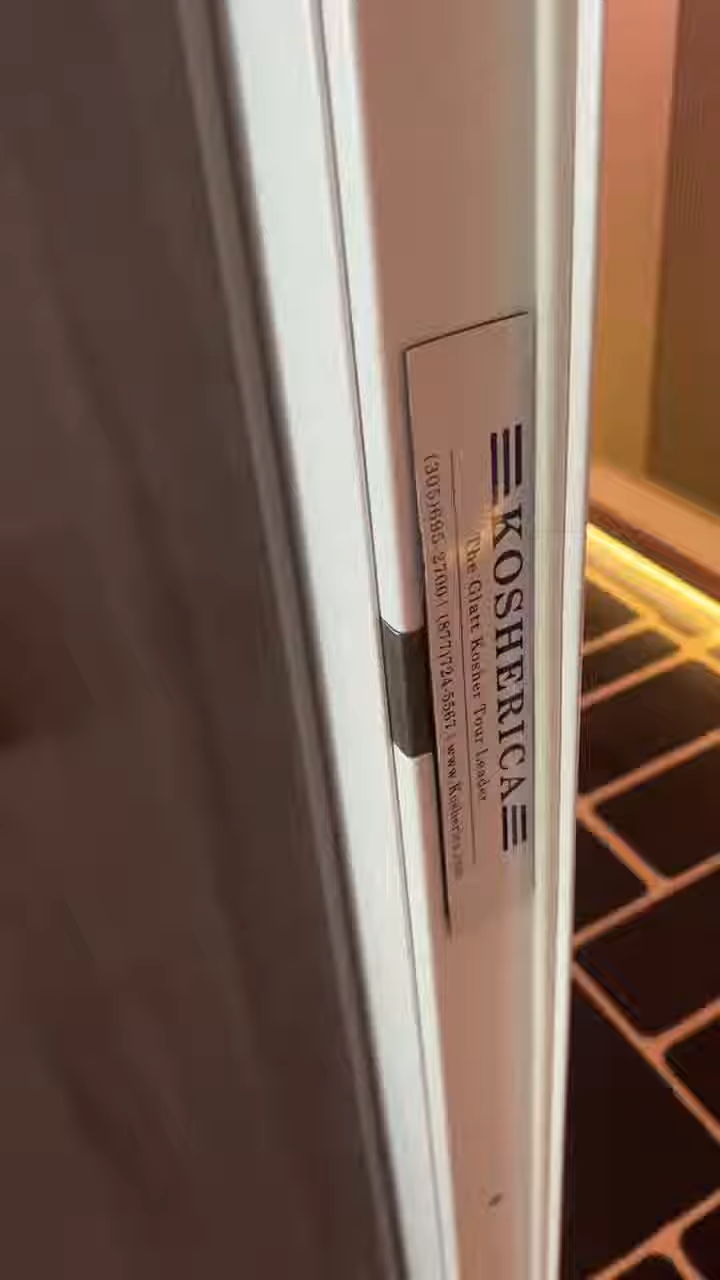 KOSHERICA
The Glatt Kosher Tour Leader
(305)695-2700 | (877)724-5567 | www.Kosherica.com